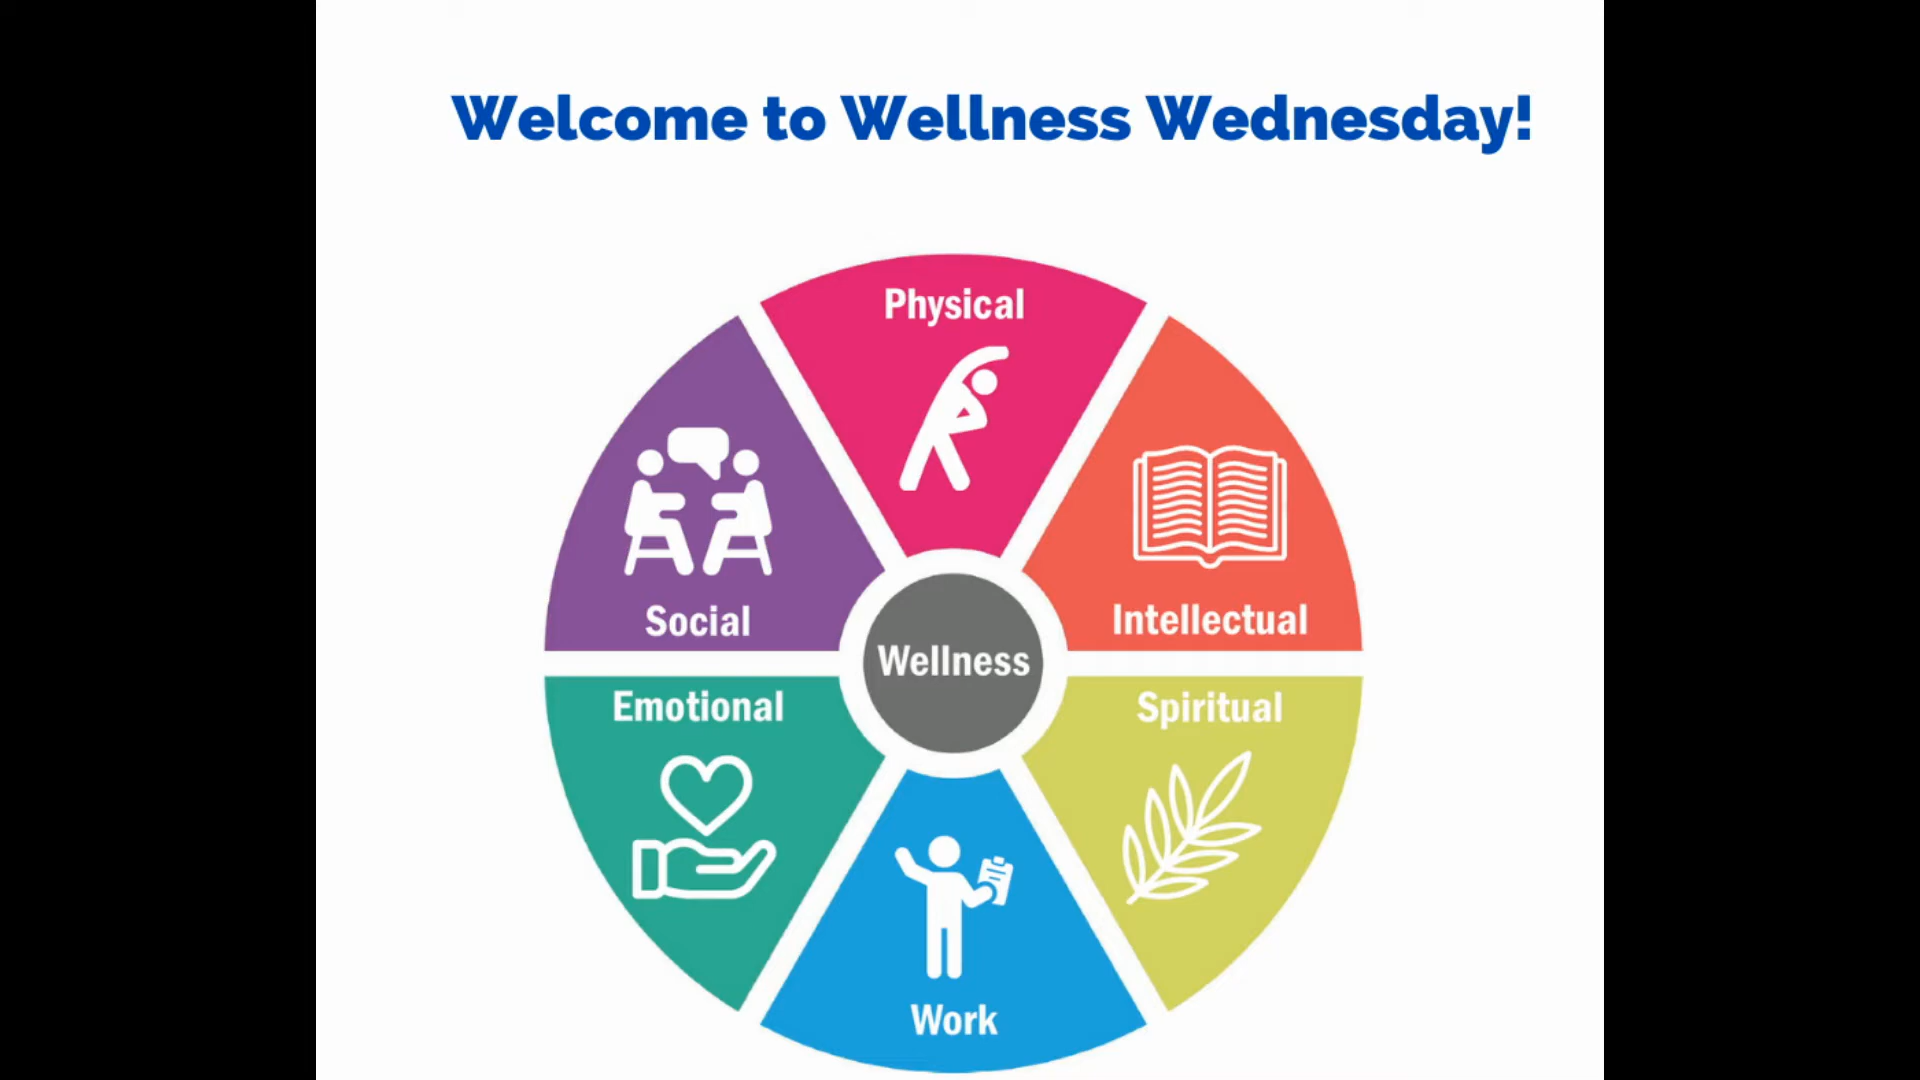 Welcome to Wellness Wednesday!
Physical
Social
Intellectual
Wellness
Emotional
Spiritual
Work